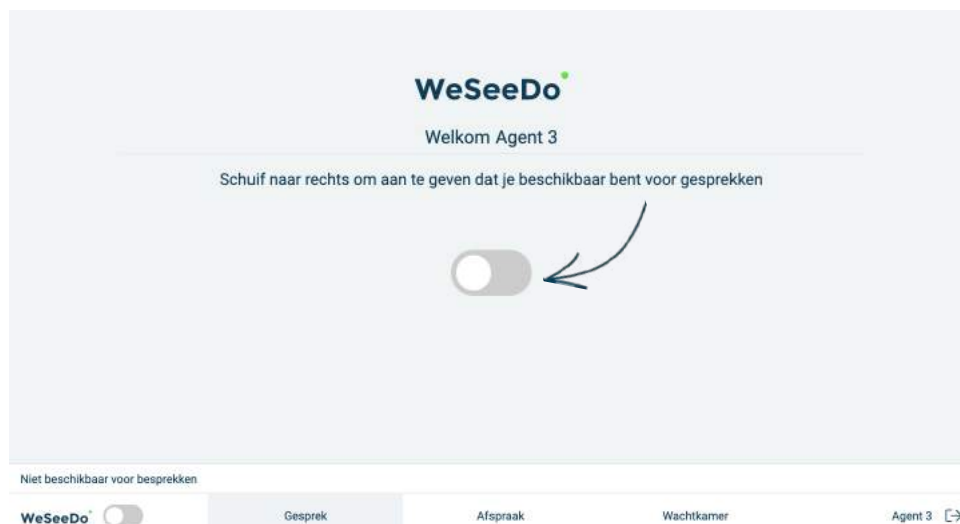 WeSeeDo
Welkom Agent 3
Schuif naar rechts om aan te geven dat je beschikbaar bent voor gesprekken
Niet beschikbaar voor besprekken
WeSeeDo Gesprek Afspraak Wachtkamer Agent 3